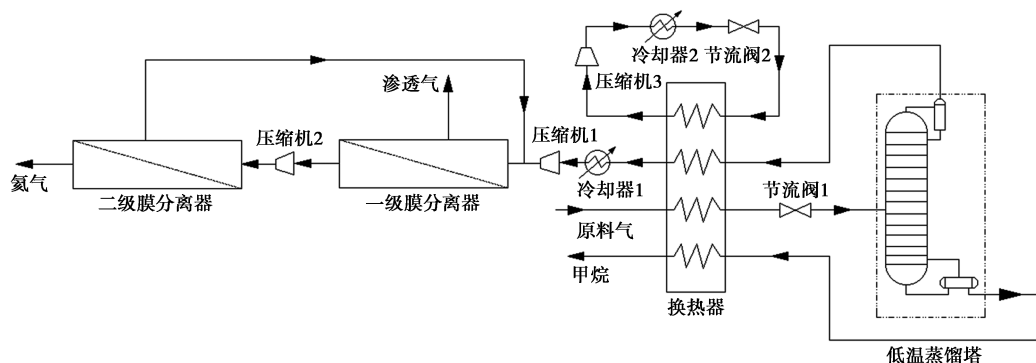 冷却器2
节流阀2
压缩机3
渗透气
压缩机2
压缩机1
氦气
二级膜分离器
一级膜分离器
冷却器1
节流阀1
原料气
甲烷
换热器
低温蒸馏塔